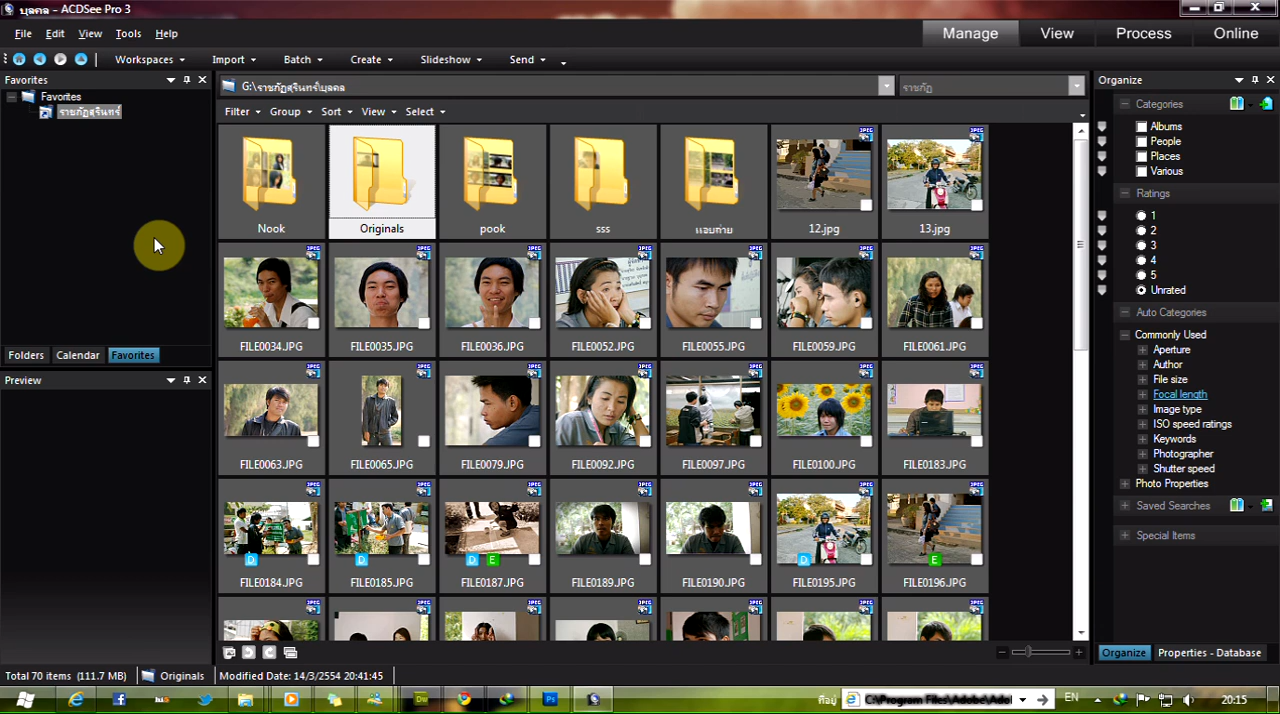 บุคคล - ACDSee Pro 3
File Edit View Tools Help
Manage View Process Online
Workspaces Import Batch Create Slideshow Send
Favorites
Favorites
ราชภัฏสุรินทร์
G:\ราชภัฏสุรินทร์\บุคคล
ราชภัฏ
Filter Group Sort View Select
Nook Originals pook sss แอบถ่าย 12.jpg 13.jpg
FILE0034.JPG FILE0035.JPG FILE0036.JPG FILE0052.JPG FILE0055.JPG FILE0059.JPG FILE0061.JPG
FILE0063.JPG FILE0065.JPG FILE0079.JPG FILE0092.JPG FILE0097.JPG FILE0100.JPG FILE0183.JPG
FILE0184.JPG FILE0185.JPG FILE0187.JPG FILE0189.JPG FILE0190.JPG FILE0195.JPG FILE0196.JPG
Folders Calendar Favorites
Preview
Organize
Categories
Albums
People
Places
Various
Ratings
1
2
3
4
5
Unrated
Auto Categories
Commonly Used
Aperture
Author
File size
Focal length
Image type
ISO speed ratings
Keywords
Photographer
Shutter speed
Photo Properties
Saved Searches
Special Items
Organize Properties - Database
Total 70 items (111.7 MB) Originals Modified Date: 14/3/2554 20:41:45
ที่อยู่ C:\Program Files\Adobe\Ado EN 20:15